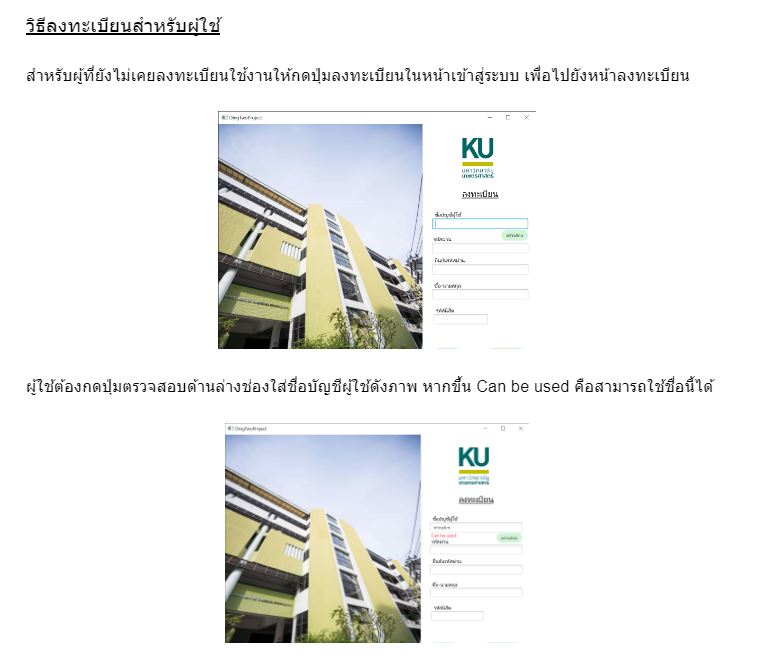 วิธีลงทะเบียนสำหรับผู้ใช้
สำหรับผู้ที่ยังไม่เคยลงทะเบียนใช้งานให้กดปุ่มลงทะเบียนในหน้าเข้าสู่ระบบ เพื่อไปยังหน้าลงทะเบียน
DingTwoProject
KU
มหาวิทยาลัย
เกษตรศาสตร์
ลงทะเบียน
ชื่อบัญชีผู้ใช้
ตรวจสอบ
รหัสผ่าน
ยืนยันรหัสผ่าน
ชื่อ-นามสกุล
รหัสนิสิต
ผู้ใช้ต้องกดปุ่มตรวจสอบด้านล่างช่องใส่ชื่อบัญชีผู้ใช้ดังภาพ หากขึ้น Can be used คือสามารถใช้ชื่อนี้ได้
DingTwoProject
KU
มหาวิทยาลัย
เกษตรศาสตร์
ลงทะเบียน
ชื่อบัญชีผู้ใช้
Can be used
ตรวจสอบ
รหัสผ่าน
ยืนยันรหัสผ่าน
ชื่อ-นามสกุล
รหัสนิสิต